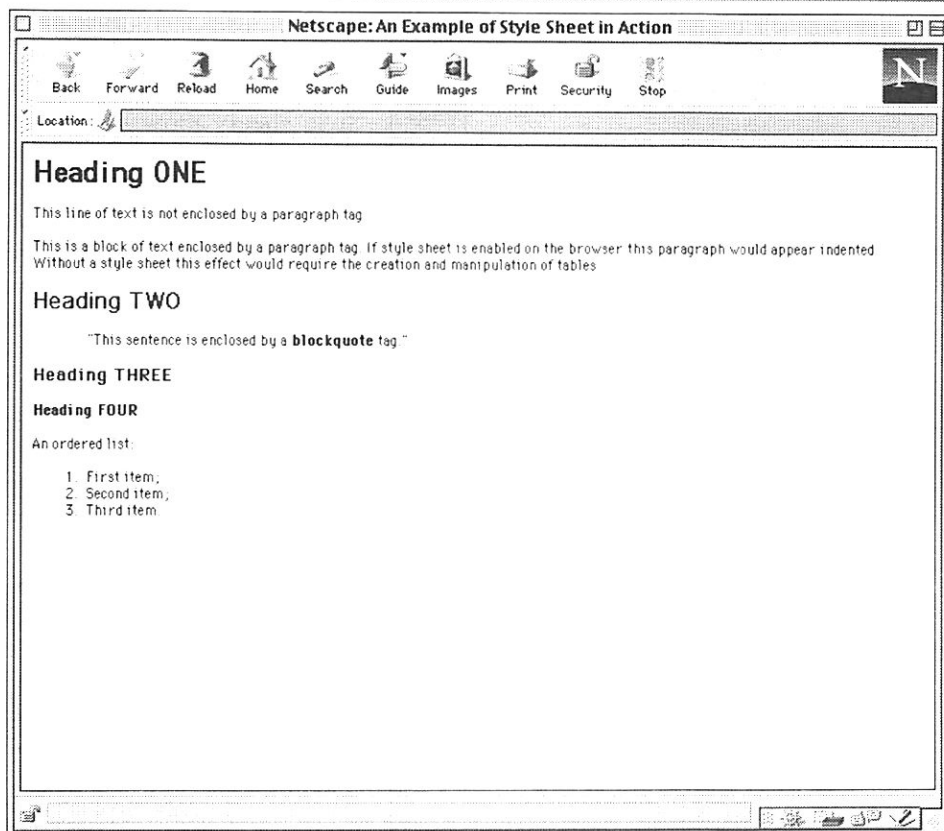 Netscape: An Example of Style Sheet in Action
Back Forward Reload Home Search Guide Images Print Security Stop
N
Location:
Heading ONE
This line of text is not enclosed by a paragraph tag
This is a block of text enclosed by a paragraph tag. If style sheet is enabled on the browser this paragraph would appear indented
Without a style sheet this effect would require the creation and manipulation of tables
Heading TWO
"This sentence is enclosed by a blockquote tag."
Heading THREE
Heading FOUR
An ordered list:
1. First item;
2. Second item;
3. Third item